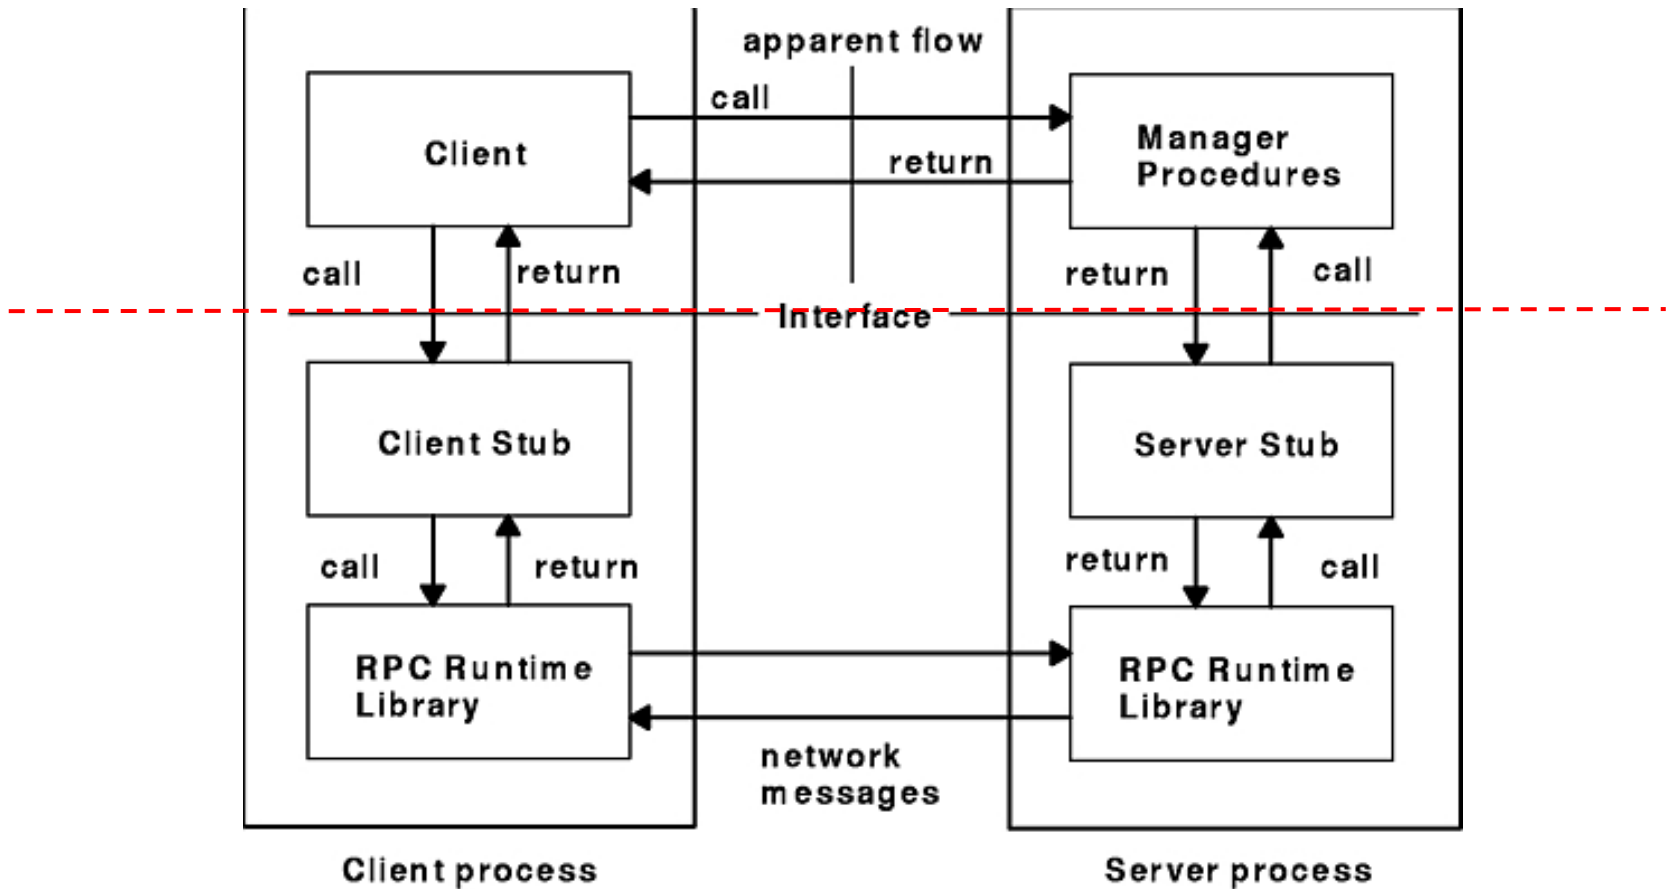 apparent flow
call
Client
Manager
Procedures
return
call
return
return
call
Interface
Client Stub
Server Stub
call
return
return
call
RPC Runtime
Library
RPC Runtime
Library
network
messages
Client process
Server process